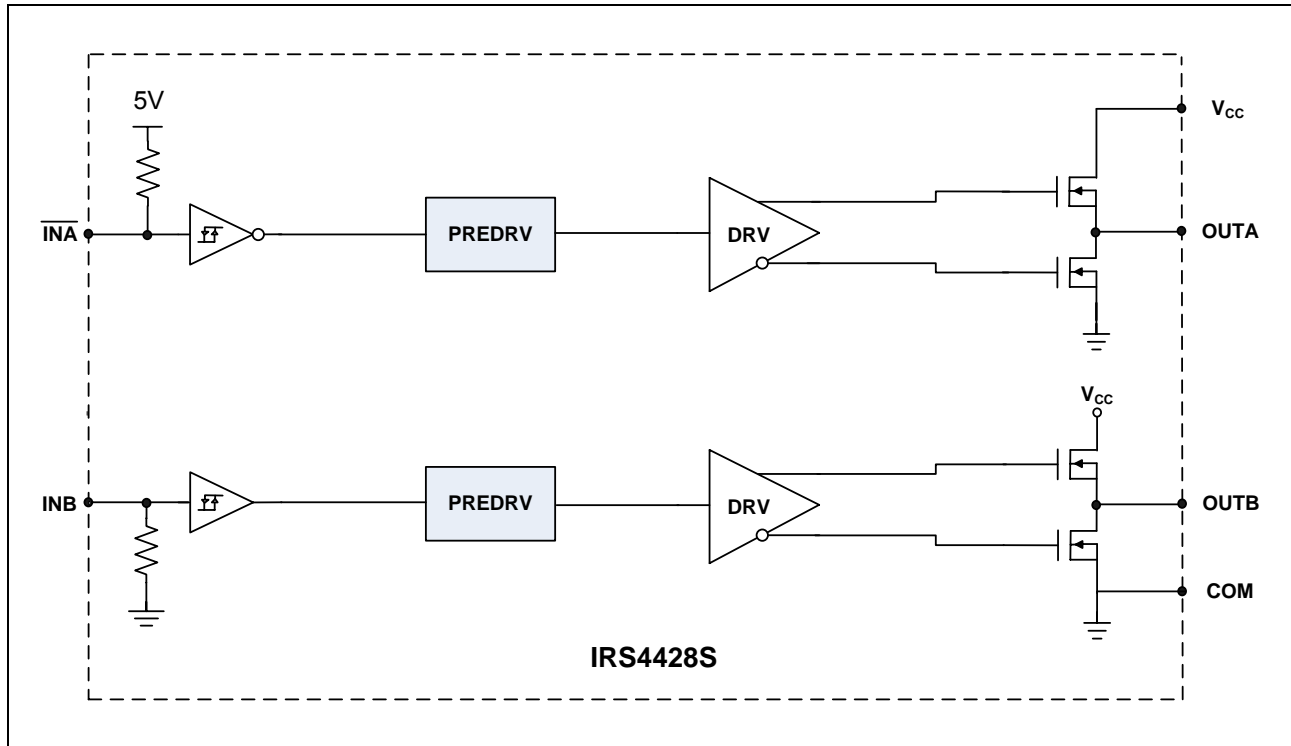 5V
V_CC
INA
PREDRV
DRV
OUTA
V_CC
INB
PREDRV
DRV
OUTB
COM
IRS4428S